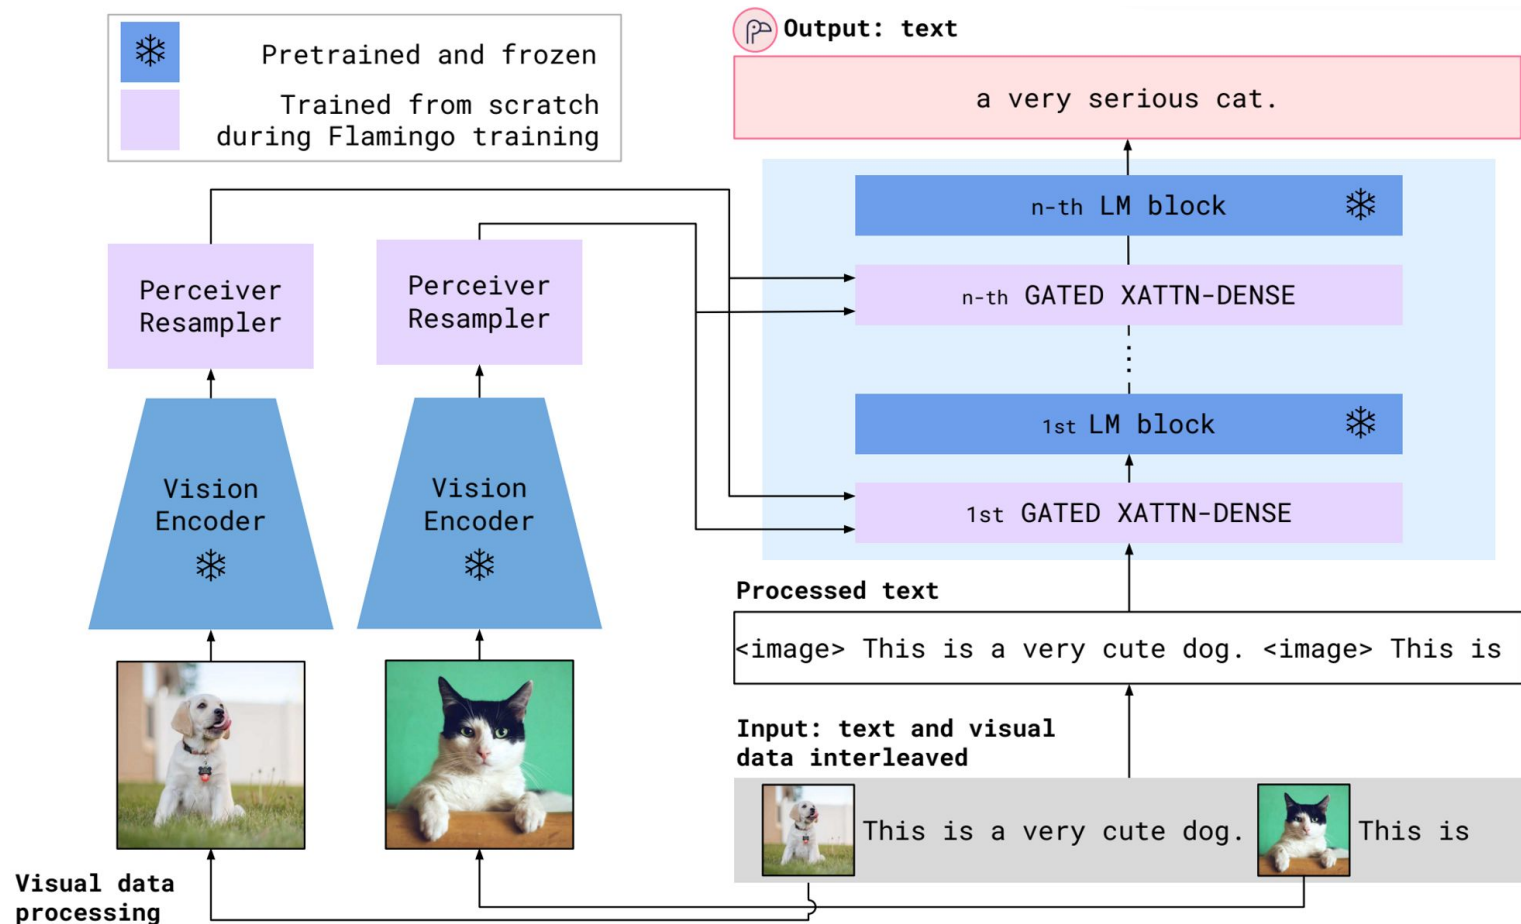 Pretrained and frozen
Trained from scratch
during Flamingo training
Output: text
a very serious cat.
n-th LM block
n-th GATED XATTN-DENSE
1st LM block
1st GATED XATTN-DENSE
Perceiver
Resampler
Perceiver
Resampler
Vision
Encoder
Vision
Encoder
Processed text
<image> This is a very cute dog. <image> This is
Input: text and visual
data interleaved
This is a very cute dog.
This is
Visual data
processing